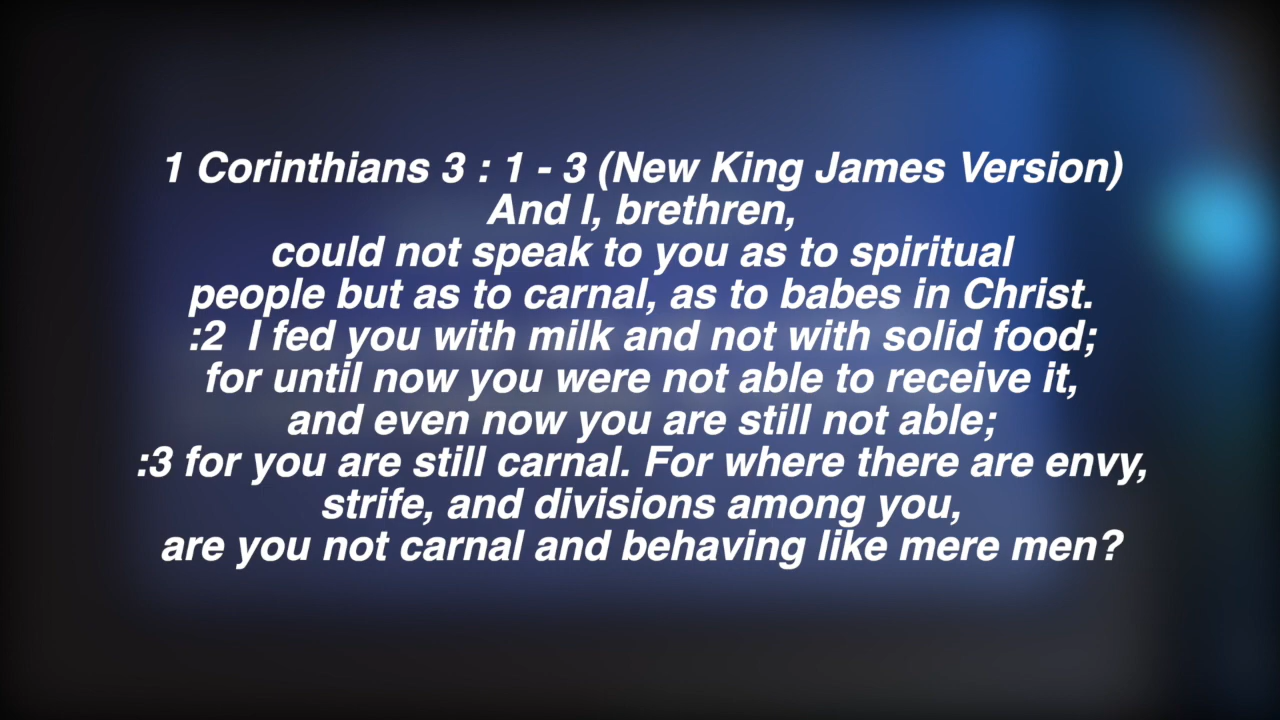 1 Corinthians 3 : 1 - 3 (New King James Version)
And I, brethren,
could not speak to you as to spiritual
people but as to carnal, as to babes in Christ.
:2  I fed you with milk and not with solid food;
for until now you were not able to receive it,
and even now you are still not able;
:3 for you are still carnal. For where there are envy,
strife, and divisions among you,
are you not carnal and behaving like mere men?